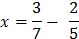 x = 3/7 - 2/5